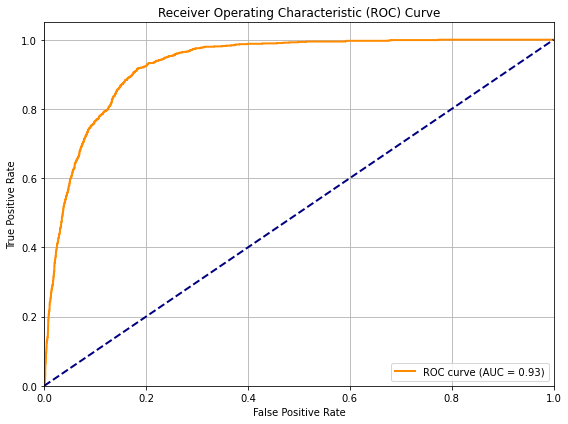 Receiver Operating Characteristic (ROC) Curve
1.0
0.8
0.6
0.4
0.2
0.0
True Positive Rate
ROC curve (AUC = 0.93)
0.0 0.2 0.4 0.6 0.8 1.0
False Positive Rate